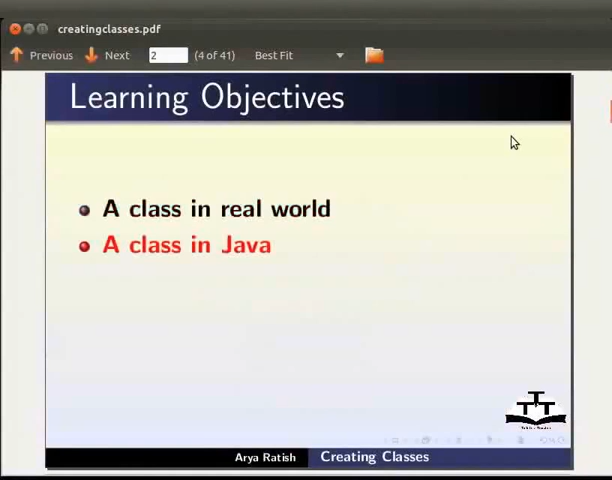 creatingclasses.pdf
Previous Next 2 (4 of 41) Best Fit
Learning Objectives
A class in real world
A class in Java
Arya Ratish Creating Classes